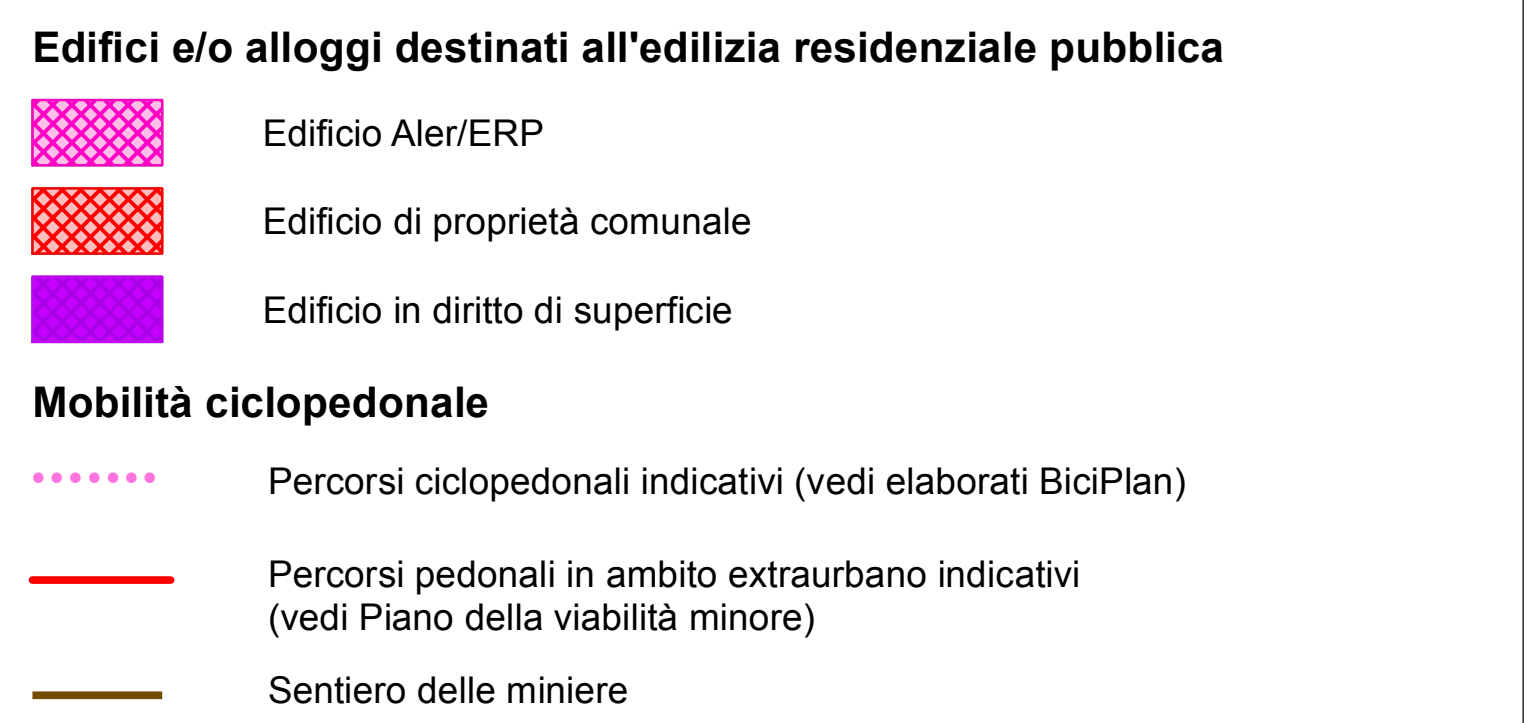 Edifici e/o alloggi destinati all'edilizia residenziale pubblica
Edificio Aler/ERP
Edificio di proprietà comunale
Edificio in diritto di superficie
Mobilità ciclopedonale
Percorsi ciclopedonali indicativi (vedi elaborati BiciPlan)
Percorsi pedonali in ambito extraurbano indicativi
(vedi Piano della viabilità minore)
Sentiero delle miniere